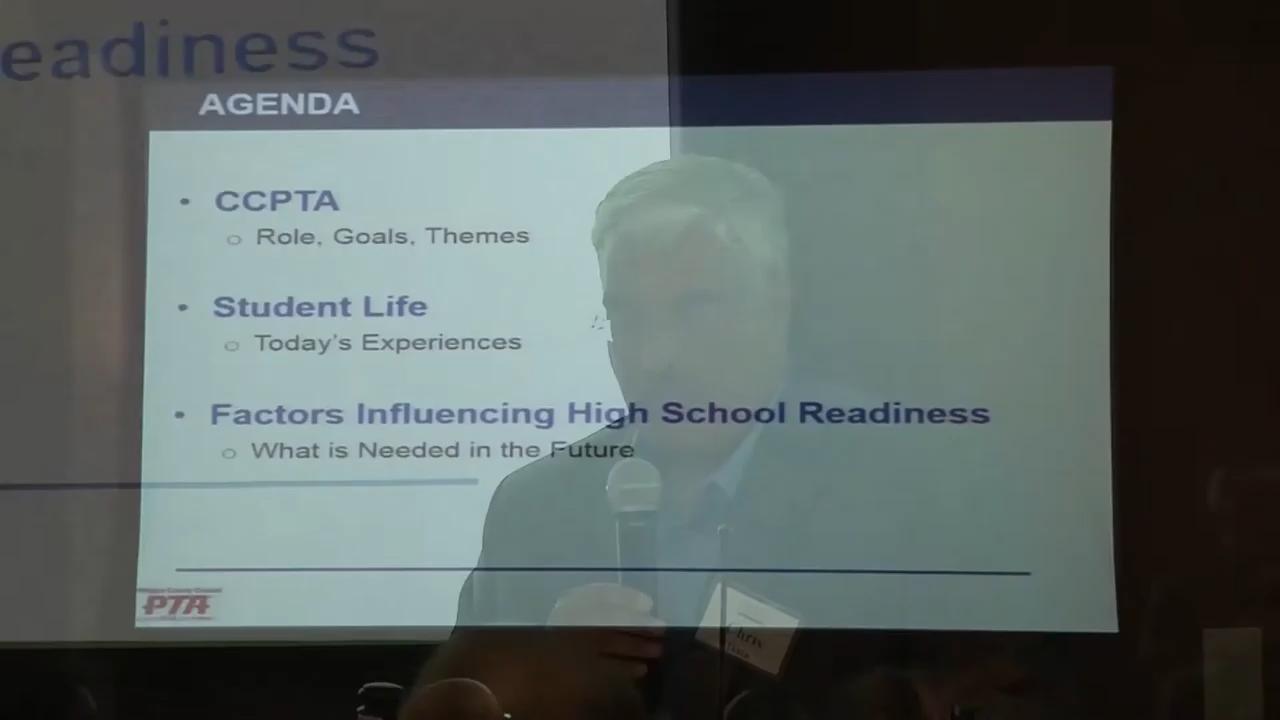 eadiness
AGENDA
• CCPTA
○ Role, Goals, Themes
• Student Life
○ Today's Experiences
• Factors Influencing High School Readiness
○ What is Needed in the Future
PTA
Chris